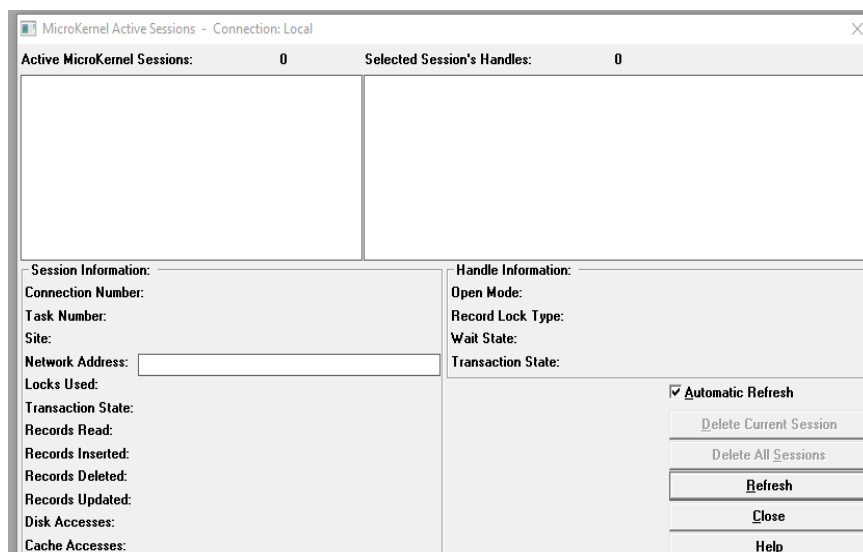 MicroKernel Active Sessions - Connection: Local
Active MicroKernel Sessions: 0 Selected Session's Handles: 0
Session Information:
Connection Number:
Task Number:
Site:
Network Address:
Locks Used:
Transaction State:
Records Read:
Records Inserted:
Records Deleted:
Records Updated:
Disk Accesses:
Cache Accesses:
Handle Information:
Open Mode:
Record Lock Type:
Wait State:
Transaction State:
Automatic Refresh
Delete Current Session
Delete All Sessions
Refresh
Close
Help